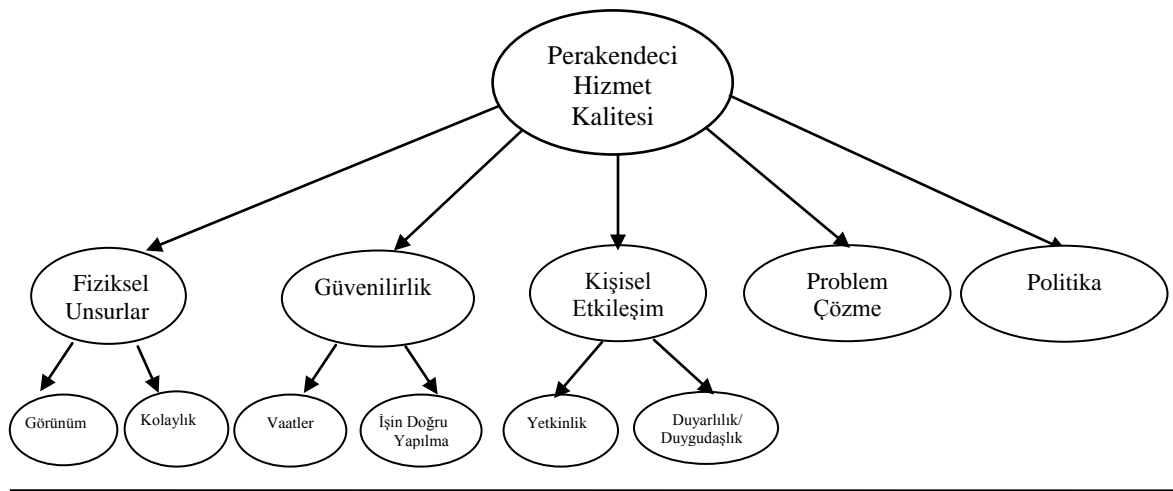 Perakendeci
Hizmet
Kalitesi
Fiziksel
Unsurlar
Güvenilirlik
Kişisel
Etkileşim
Problem
Çözme
Politika
Görünüm
Kolaylık
Vaatler
İşin Doğru
Yapılma
Yetkinlik
Duyarlılık/
Duygudaşlık